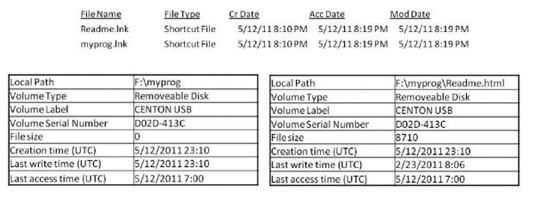 File Name File Type Cr Date Acc Date Mod Date
Readme.lnk Shortcut File 5/12/11 8:10 PM 5/12/11 8:19 PM 5/12/11 8:19 PM
myprog.lnk Shortcut File 5/12/11 8:10 PM 5/12/11 8:19 PM 5/12/11 8:19 PM
Local Path F:\myprog
Volume Type Removeable Disk
Volume Label CENTON USB
Volume Serial Number D02D-413C
File size 0
Creation time (UTC) 5/12/2011 23:10
Last write time (UTC) 5/12/2011 23:10
Last access time (UTC) 5/12/2011 7:00
Local Path F:\myprog\Readme.html
Volume Type Removeable Disk
Volume Label CENTON USB
Volume Serial Number D02D-413C
File size 8710
Creation time (UTC) 5/12/2011 23:10
Last write time (UTC) 2/23/2011 8:06
Last access time (UTC) 5/12/2011 7:00